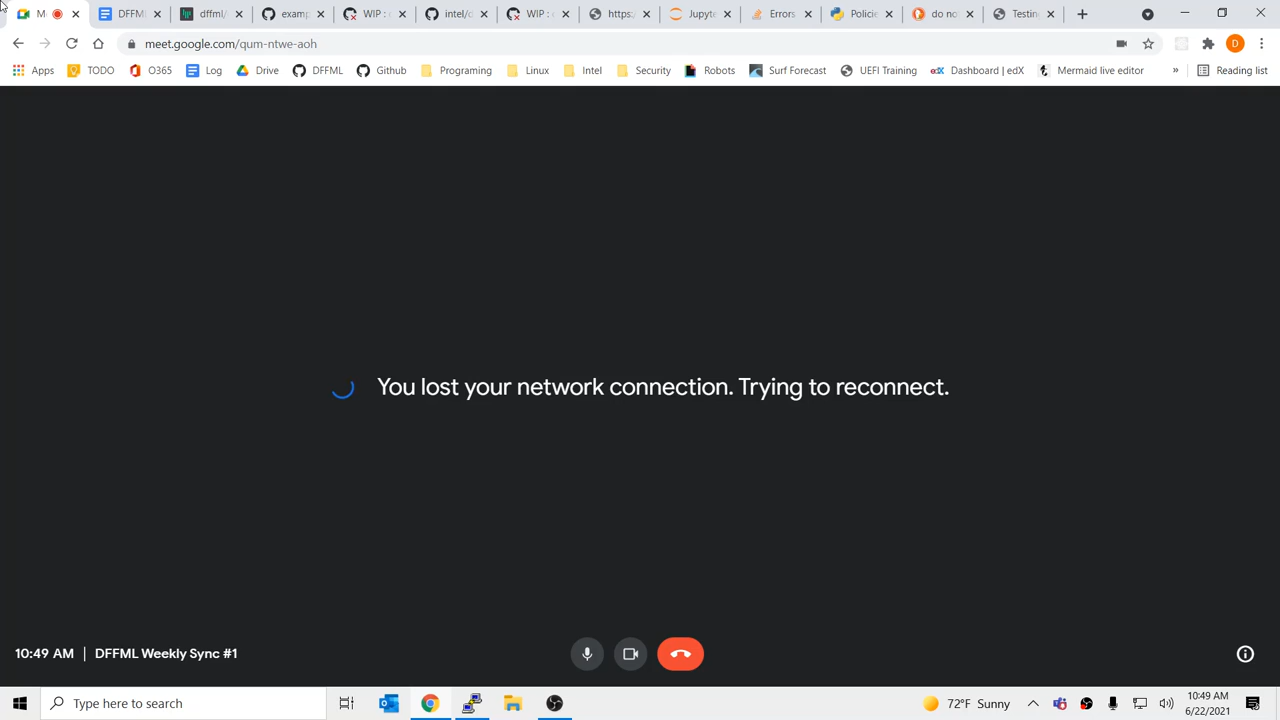 M
DFFML
dffml/
examp
WIP : c
intel/c
WIP : c
https:/
Jupyte
Errors
Policie
do no
Testing
meet.google.com/qum-ntwe-aoh
D
Apps
TODO
O365
Log
Drive
DFFML
Github
Programing
Linux
Intel
Security
Robots
Surf Forecast
UEFI Training
edX
Dashboard | edX
Mermaid live editor
»
Reading list
You lost your network connection. Trying to reconnect.
10:49 AM | DFFML Weekly Sync #1
Type here to search
72°F Sunny
10:49 AM
6/22/2021